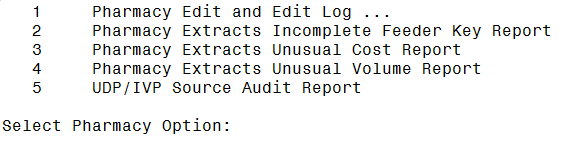 1 Pharmacy Edit and Edit Log ...
2 Pharmacy Extracts Incomplete Feeder Key Report
3 Pharmacy Extracts Unusual Cost Report
4 Pharmacy Extracts Unusual Volume Report
5 UDP/IVP Source Audit Report
Select Pharmacy Option: